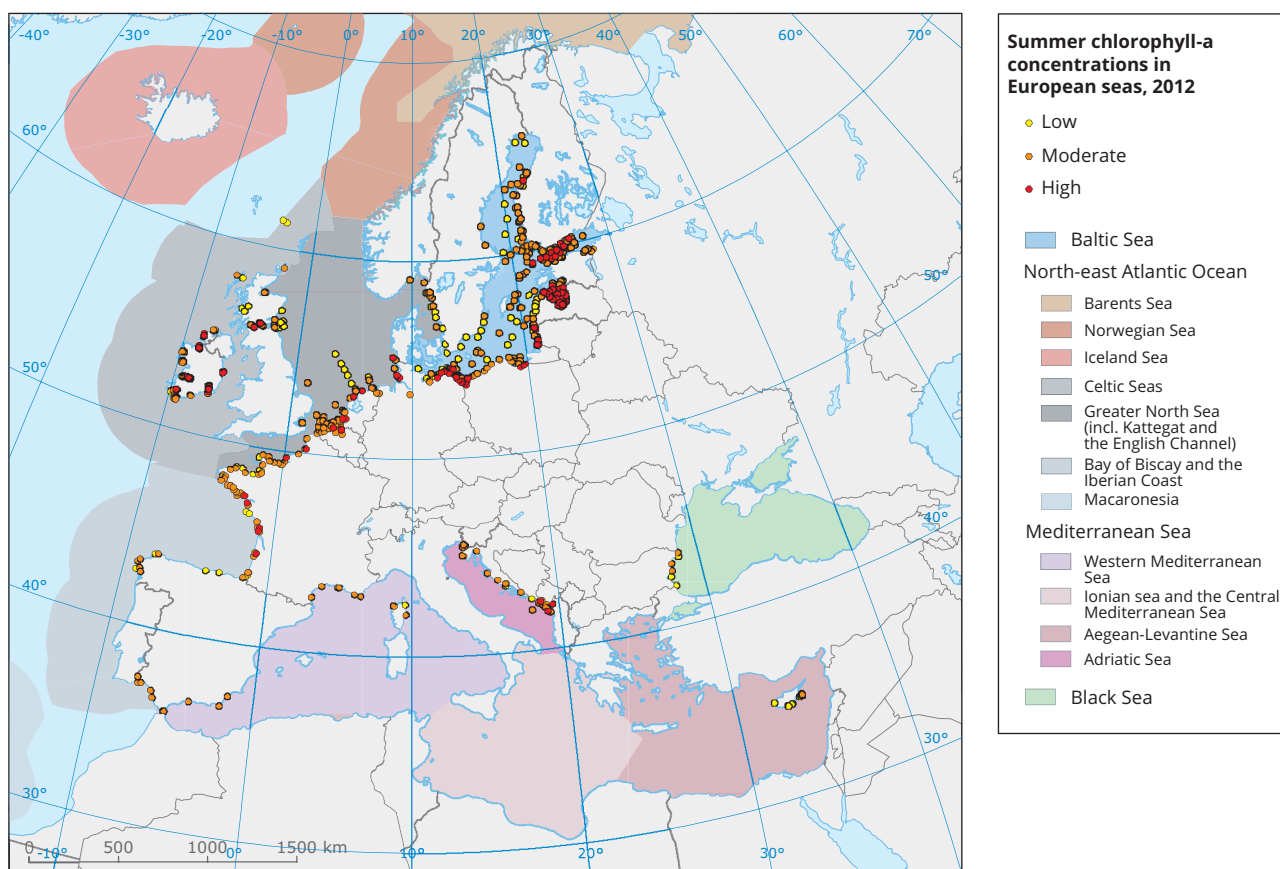 -40°
-30°
-20°
-10°
0°
10°
20°
30°
40°
50°
60°
70°
60°
50°
50°
40°
40°
30°
30°
0
500
1000
1500 km
-10°
0°
10°
20°
30°
Summer chlorophyll-a
concentrations in
European seas, 2012
Low
Moderate
High
Baltic Sea
North-east Atlantic Ocean
Barents Sea
Norwegian Sea
Iceland Sea
Celtic Seas
Greater North Sea
(incl. Kattegat and
the English Channel)
Bay of Biscay and the
Iberian Coast
Macaronesia
Mediterranean Sea
Western Mediterranean
Sea
Ionian sea and the Central
Mediterranean Sea
Aegean-Levantine Sea
Adriatic Sea
Black Sea